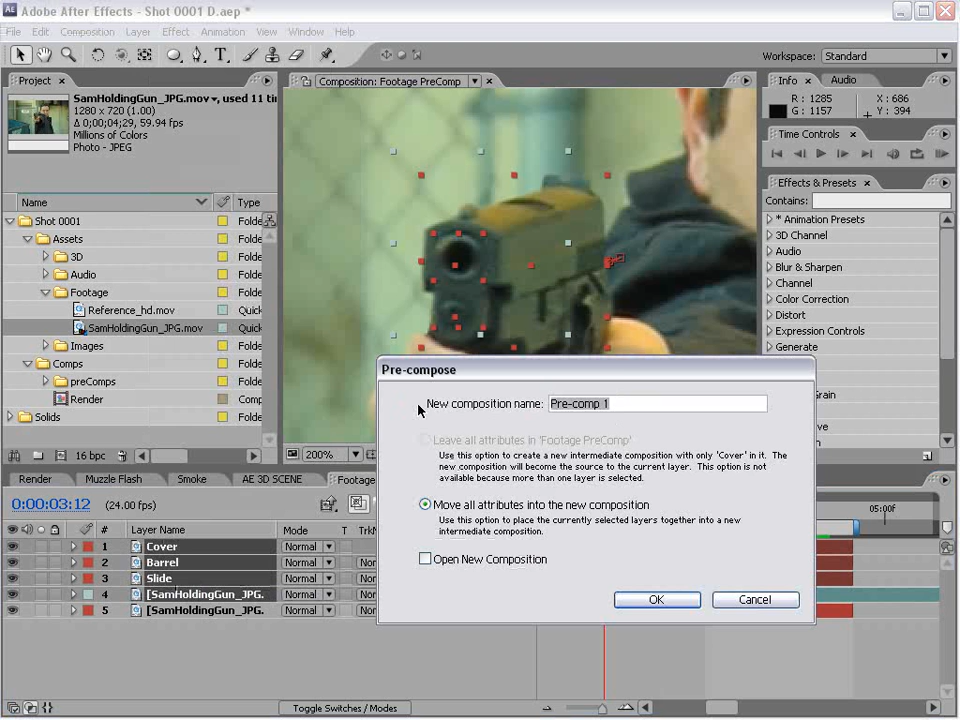 Adobe After Effects - Shot 0001 D.aep *
File Edit Composition Layer Effect Animation View Window Help
Workspace: Standard
Project ×
SamHoldingGun_JPG.mov▾, used 11 tir
1280 x 720 (1.00)
Δ 0;00;04;29, 59.94 fps
Millions of Colors
Photo - JPEG
Name Type
Shot 0001 Folde
Assets Folde
3D Folde
Audio Folde
Footage Folde
Reference_hd.mov Quick
SamHoldingGun_JPG.mov Quick
Images Folde
Comps Folde
preComps Folde
Render Comp
Solids Folde
16 bpc
Composition: Footage PreComp ×
200%
Info × Audio
R : 1285 X : 686
G : 1157 Y : 394
Time Controls ×
Effects & Presets ×
Contains:
* Animation Presets
3D Channel
Audio
Blur & Sharpen
Channel
Color Correction
Distort
Expression Controls
Generate
Grain
Pre-compose
New composition name: Pre-comp 1
Leave all attributes in 'Footage PreComp'
Use this option to create a new intermediate composition with only 'Cover' in it. The
new composition will become the source to the current layer. This option is not
available because more than one layer is selected.
Move all attributes into the new composition
Use this option to place the currently selected layers together into a new
intermediate composition.
Open New Composition
OK Cancel
Render Muzzle Flash Smoke AE 3D SCENE Footage
0:00:03:12 (24.00 fps)
05:00f
# Layer Name Mode T TrkM
1 Cover Normal
2 Barrel Normal Nor
3 Slide Normal Nor
4 [SamHoldingGun_JPG. Normal Nor
5 [SamHoldingGun_JPG. Normal Nor
Toggle Switches / Modes